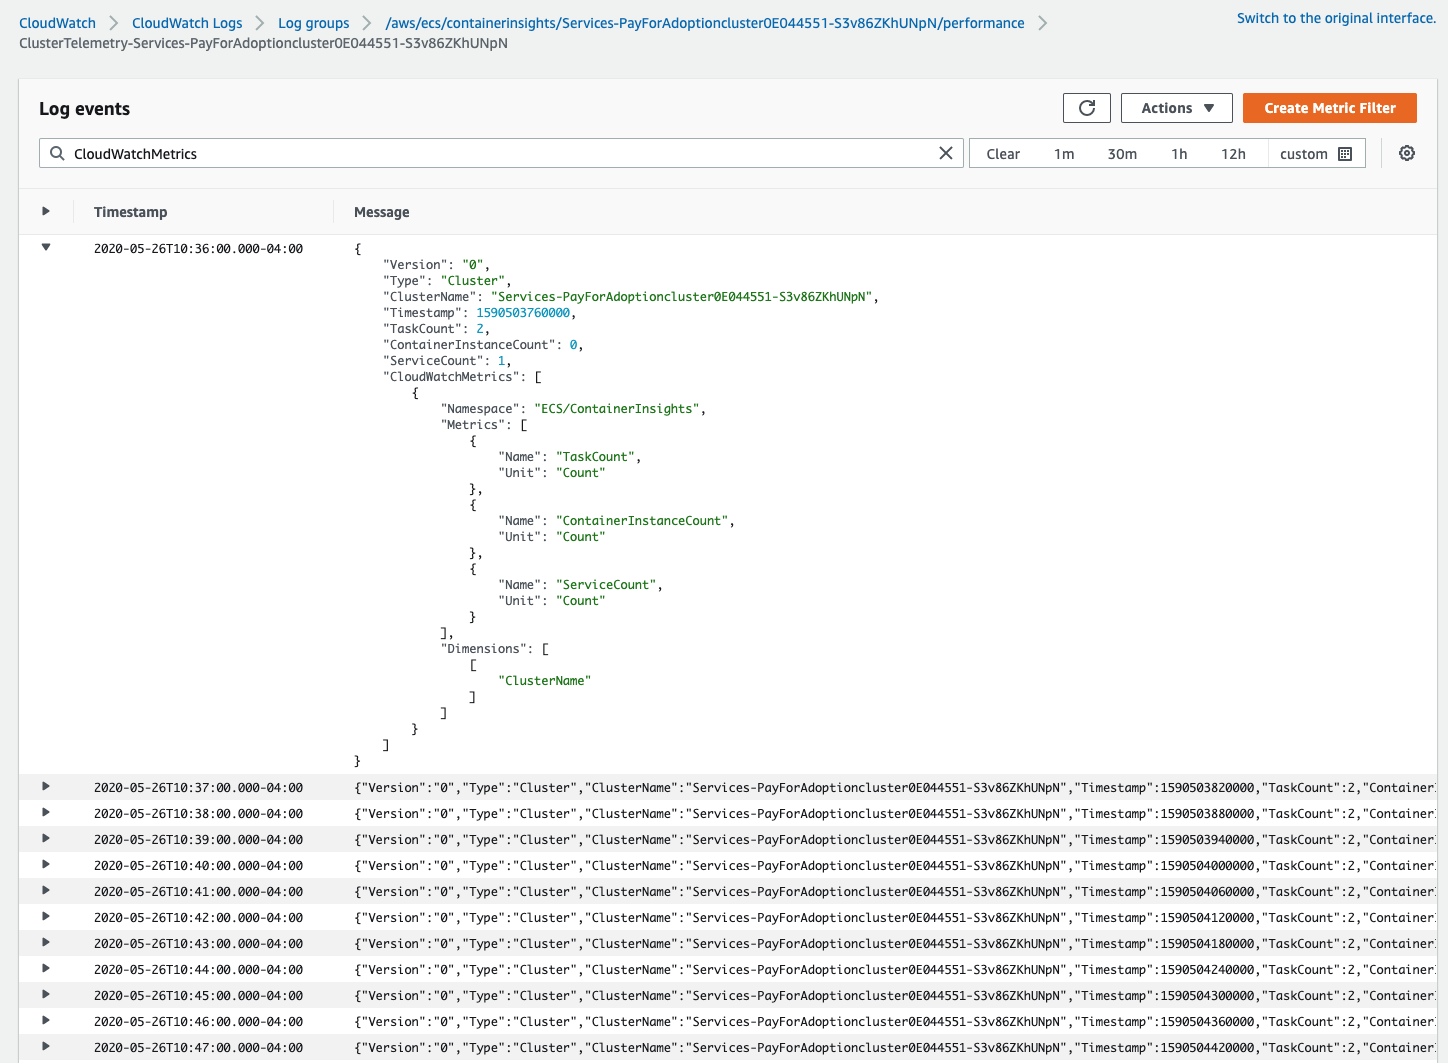 CloudWatch CloudWatch Logs Log groups /aws/ecs/containerinsights/Services-PayForAdoptioncluster0E044551-S3v86ZKhUNpN/performance Switch to the original interface.
ClusterTelemetry-Services-PayForAdoptioncluster0E044551-S3v86ZKhUNpN
Log events Actions Create Metric Filter
CloudWatchMetrics Clear 1m 30m 1h 12h custom
Timestamp Message
2020-05-26T10:36:00.000-04:00 {
"Version": "0",
"Type": "Cluster",
"ClusterName": "Services-PayForAdoptioncluster0E044551-S3v86ZKhUNpN",
"Timestamp": 1590503760000,
"TaskCount": 2,
"ContainerInstanceCount": 0,
"ServiceCount": 1,
"CloudWatchMetrics": [
{
"Namespace": "ECS/ContainerInsights",
"Metrics": [
{
"Name": "TaskCount",
"Unit": "Count"
},
{
"Name": "ContainerInstanceCount",
"Unit": "Count"
},
{
"Name": "ServiceCount",
"Unit": "Count"
}
],
"Dimensions": [
[
"ClusterName"
]
]
}
]
}
2020-05-26T10:37:00.000-04:00 {"Version":"0","Type":"Cluster","ClusterName":"Services-PayForAdoptioncluster0E044551-S3v86ZKhUNpN","Timestamp":1590503820000,"TaskCount":2,"Container
2020-05-26T10:38:00.000-04:00 {"Version":"0","Type":"Cluster","ClusterName":"Services-PayForAdoptioncluster0E044551-S3v86ZKhUNpN","Timestamp":1590503880000,"TaskCount":2,"Container
2020-05-26T10:39:00.000-04:00 {"Version":"0","Type":"Cluster","ClusterName":"Services-PayForAdoptioncluster0E044551-S3v86ZKhUNpN","Timestamp":1590503940000,"TaskCount":2,"Container
2020-05-26T10:40:00.000-04:00 {"Version":"0","Type":"Cluster","ClusterName":"Services-PayForAdoptioncluster0E044551-S3v86ZKhUNpN","Timestamp":1590504000000,"TaskCount":2,"Container
2020-05-26T10:41:00.000-04:00 {"Version":"0","Type":"Cluster","ClusterName":"Services-PayForAdoptioncluster0E044551-S3v86ZKhUNpN","Timestamp":1590504060000,"TaskCount":2,"Container
2020-05-26T10:42:00.000-04:00 {"Version":"0","Type":"Cluster","ClusterName":"Services-PayForAdoptioncluster0E044551-S3v86ZKhUNpN","Timestamp":1590504120000,"TaskCount":2,"Container
2020-05-26T10:43:00.000-04:00 {"Version":"0","Type":"Cluster","ClusterName":"Services-PayForAdoptioncluster0E044551-S3v86ZKhUNpN","Timestamp":1590504180000,"TaskCount":2,"Container
2020-05-26T10:44:00.000-04:00 {"Version":"0","Type":"Cluster","ClusterName":"Services-PayForAdoptioncluster0E044551-S3v86ZKhUNpN","Timestamp":1590504240000,"TaskCount":2,"Container
2020-05-26T10:45:00.000-04:00 {"Version":"0","Type":"Cluster","ClusterName":"Services-PayForAdoptioncluster0E044551-S3v86ZKhUNpN","Timestamp":1590504300000,"TaskCount":2,"Container
2020-05-26T10:46:00.000-04:00 {"Version":"0","Type":"Cluster","ClusterName":"Services-PayForAdoptioncluster0E044551-S3v86ZKhUNpN","Timestamp":1590504360000,"TaskCount":2,"Container
2020-05-26T10:47:00.000-04:00 {"Version":"0","Type":"Cluster","ClusterName":"Services-PayForAdoptioncluster0E044551-S3v86ZKhUNpN","Timestamp":1590504420000,"TaskCount":2,"Container